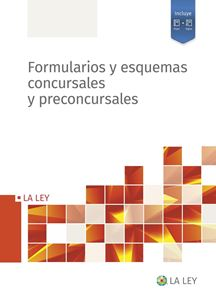 Incluye
Formularios y esquemas
concursales
y preconcursales
LA LEY
LA LEY